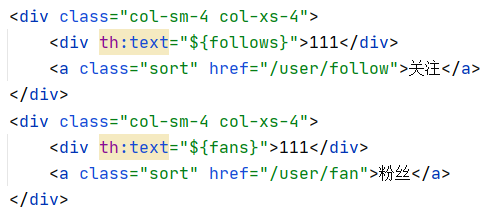 <div class="col-sm-4 col-xs-4">
    <div th:text="${follows}">111</div>
    <a class="sort" href="/user/follow">关注</a>
</div>
<div class="col-sm-4 col-xs-4">
    <div th:text="${fans}">111</div>
    <a class="sort" href="/user/fan">粉丝</a>
</div>